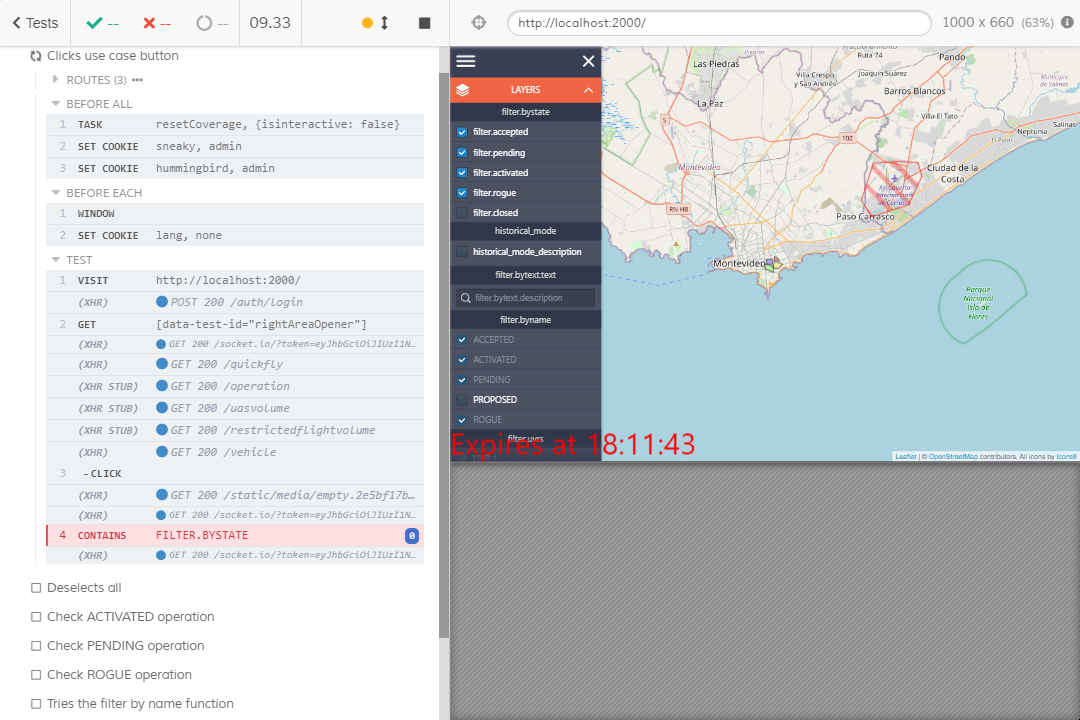 Tests
--
--
--
09.33
http://localhost:2000/
1000 x 660 (63%)
Clicks use case button
ROUTES (3)
BEFORE ALL
1 TASK resetCoverage, {isinteractive: false}
2 SET COOKIE sneaky, admin
3 SET COOKIE hummingbird, admin
BEFORE EACH
1 WINDOW
2 SET COOKIE lang, none
TEST
1 VISIT http://localhost:2000/
(XHR) POST 200 /auth/login
2 GET [data-test-id="rightAreaOpener"]
(XHR) GET 200 /socket.io/?token=eyJhbGciOiJIUzI1N…
(XHR) GET 200 /quickfly
(XHR STUB) GET 200 /operation
(XHR STUB) GET 200 /uasvolume
(XHR STUB) GET 200 /restrictedflightvolume
(XHR) GET 200 /vehicle
3 -CLICK
(XHR) GET 200 /static/media/empty.2e5bf17b…
(XHR) GET 200 /socket.io/?token=eyJhbGciOiJIUzI1N…
4 CONTAINS FILTER.BYSTATE 0
(XHR) GET 200 /socket.io/?token=eyJhbGciOiJIUzI1N…
Deselects all
Check ACTIVATED operation
Check PENDING operation
Check ROGUE operation
Tries the filter by name function
LAYERS
filter.bystate
filter.accepted
filter.pending
filter.activated
filter.rogue
filter.closed
historical_mode
historical_mode_description
filter.bytext.text
filter.bytext.description
filter.byname
ACCEPTED
ACTIVATED
PENDING
PROPOSED
ROGUE
filter.uvrs
Expires at 18:11:43
Las Piedras
Ruta 74
Pando
Villa Crespo
y San Andrés
Joaquín Suárez
Municipio
de Salinas
La Paz
Barros Blancos
Villa El Tato
5
102
Salinas
Neptunia
El Pinar
Montevideo
Ciudad de la
Costa
Aeropuerto
Internacional
de Carrasco
RN HB
Paso Carrasco
Montevideo
Parque
Nacional
Isla de
Flores
Leaflet | © OpenStreetMap contributors. All icons by Icons8